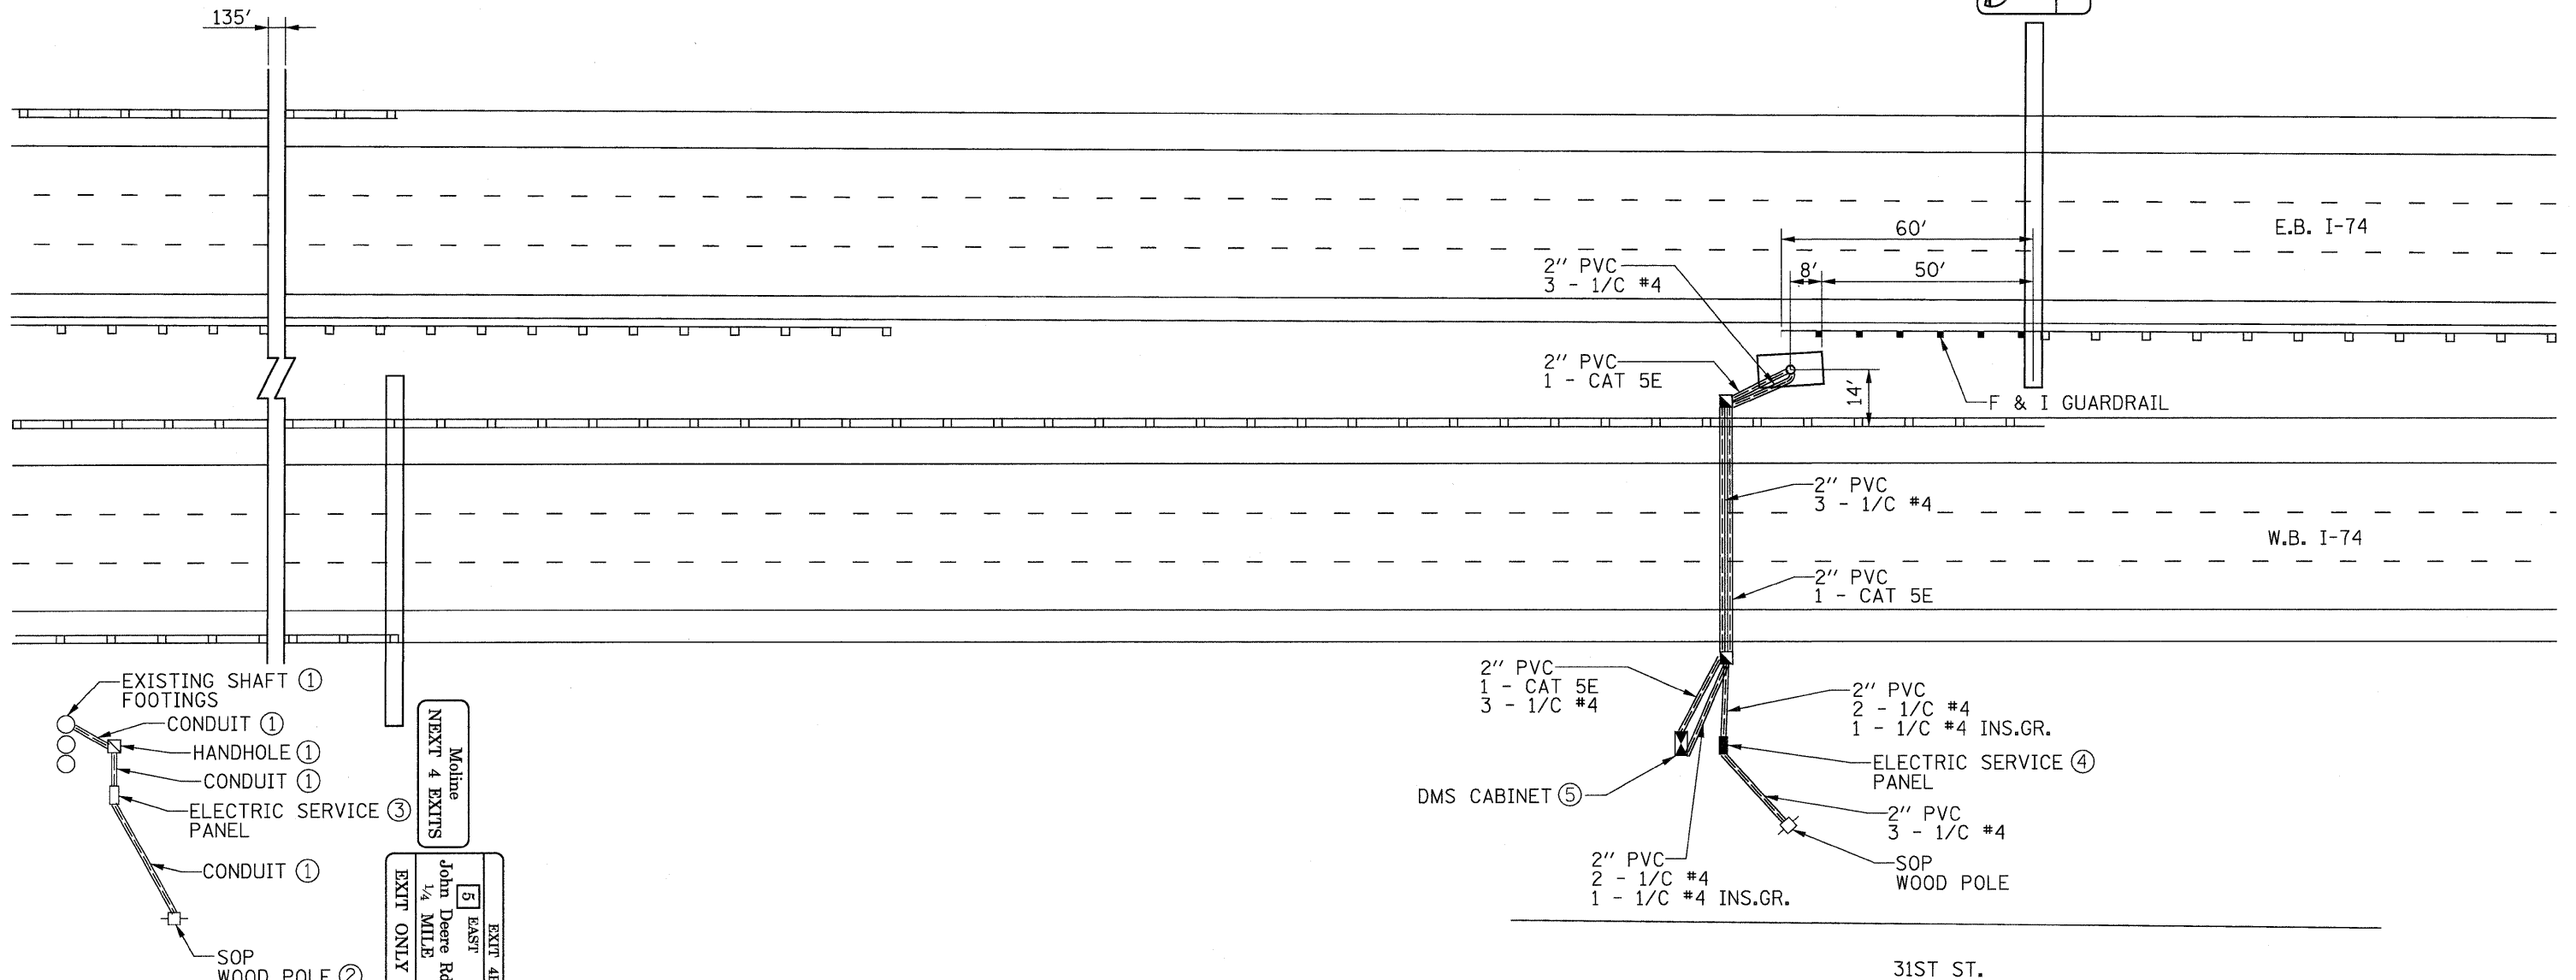 135'
E.B. I-74
60'
8'
50'
2" PVC
3 - 1/C #4
2" PVC
1 - CAT 5E
14'
F & I GUARDRAIL
2" PVC
3 - 1/C #4
W.B. I-74
2" PVC
1 - CAT 5E
EXISTING SHAFT ①
FOOTINGS
CONDUIT ①
HANDHOLE ①
CONDUIT ①
ELECTRIC SERVICE ③
PANEL
CONDUIT ①
SOP
WOOD POLE ②
Moline
NEXT 4 EXITS
EXIT
5 EAST
John Deere Rd
1/4 MILE
EXIT ONLY
2" PVC
1 - CAT 5E
3 - 1/C #4
2" PVC
2 - 1/C #4
1 - 1/C #4 INS.GR.
ELECTRIC SERVICE ④
PANEL
DMS CABINET ⑤
2" PVC
3 - 1/C #4
2" PVC
2 - 1/C #4
1 - 1/C #4 INS.GR.
SOP
WOOD POLE
31ST ST.